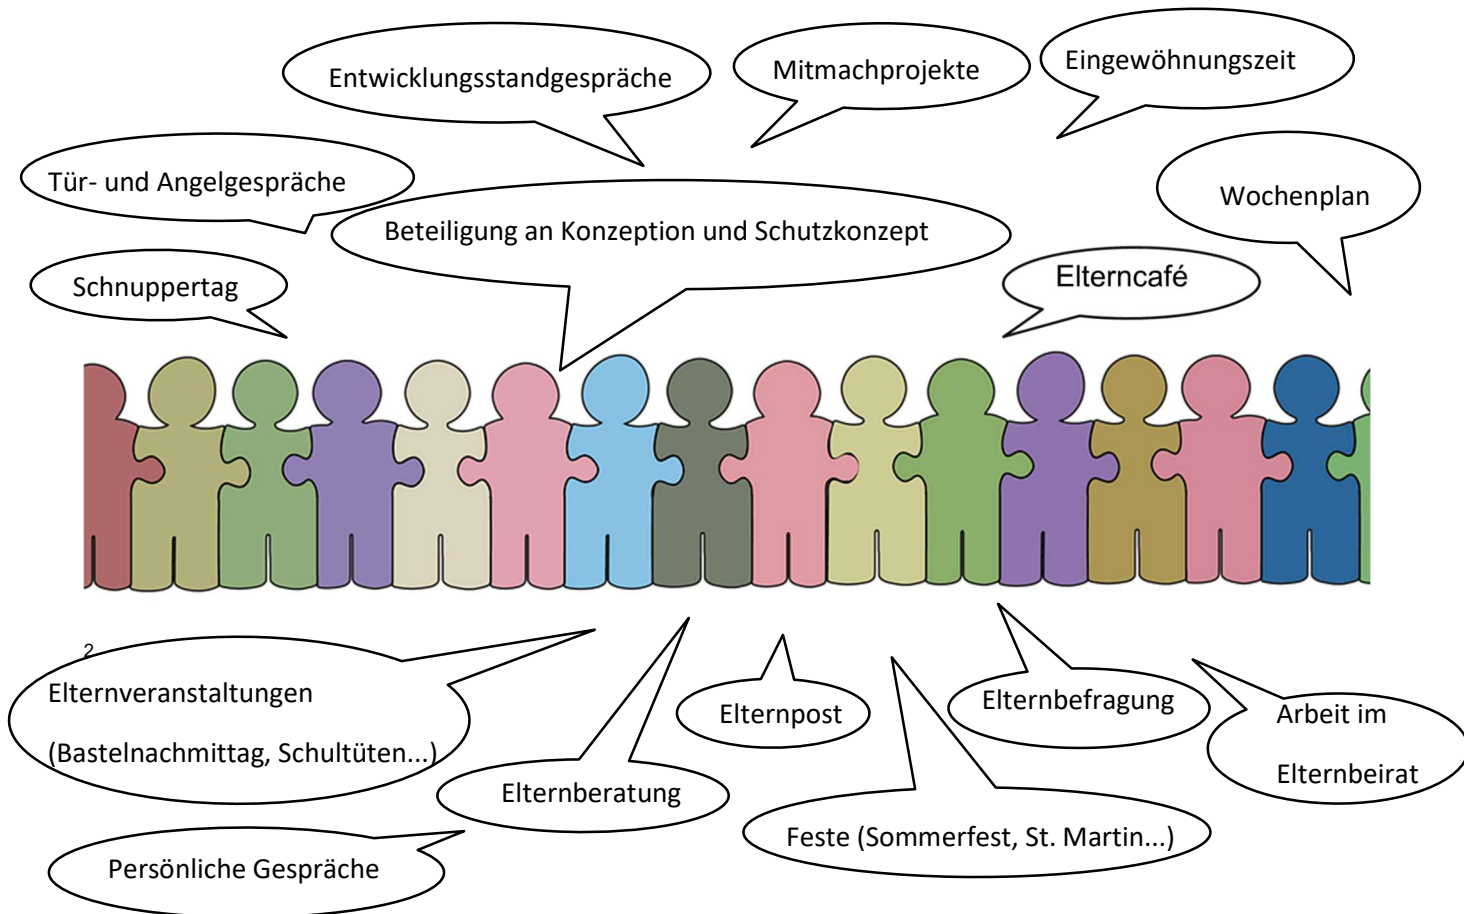 Entwicklungsstandgespräche
Mitmachprojekte
Eingewöhnungszeit
Tür- und Angelgespräche
Wochenplan
Beteiligung an Konzeption und Schutzkonzept
Schnuppertag
Elterncafé
2
Elternveranstaltungen
(Bastelnachmittag, Schultüten...)
Elternpost
Elternbefragung
Arbeit im
Elternbeirat
Elternberatung
Feste (Sommerfest, St. Martin...)
Persönliche Gespräche